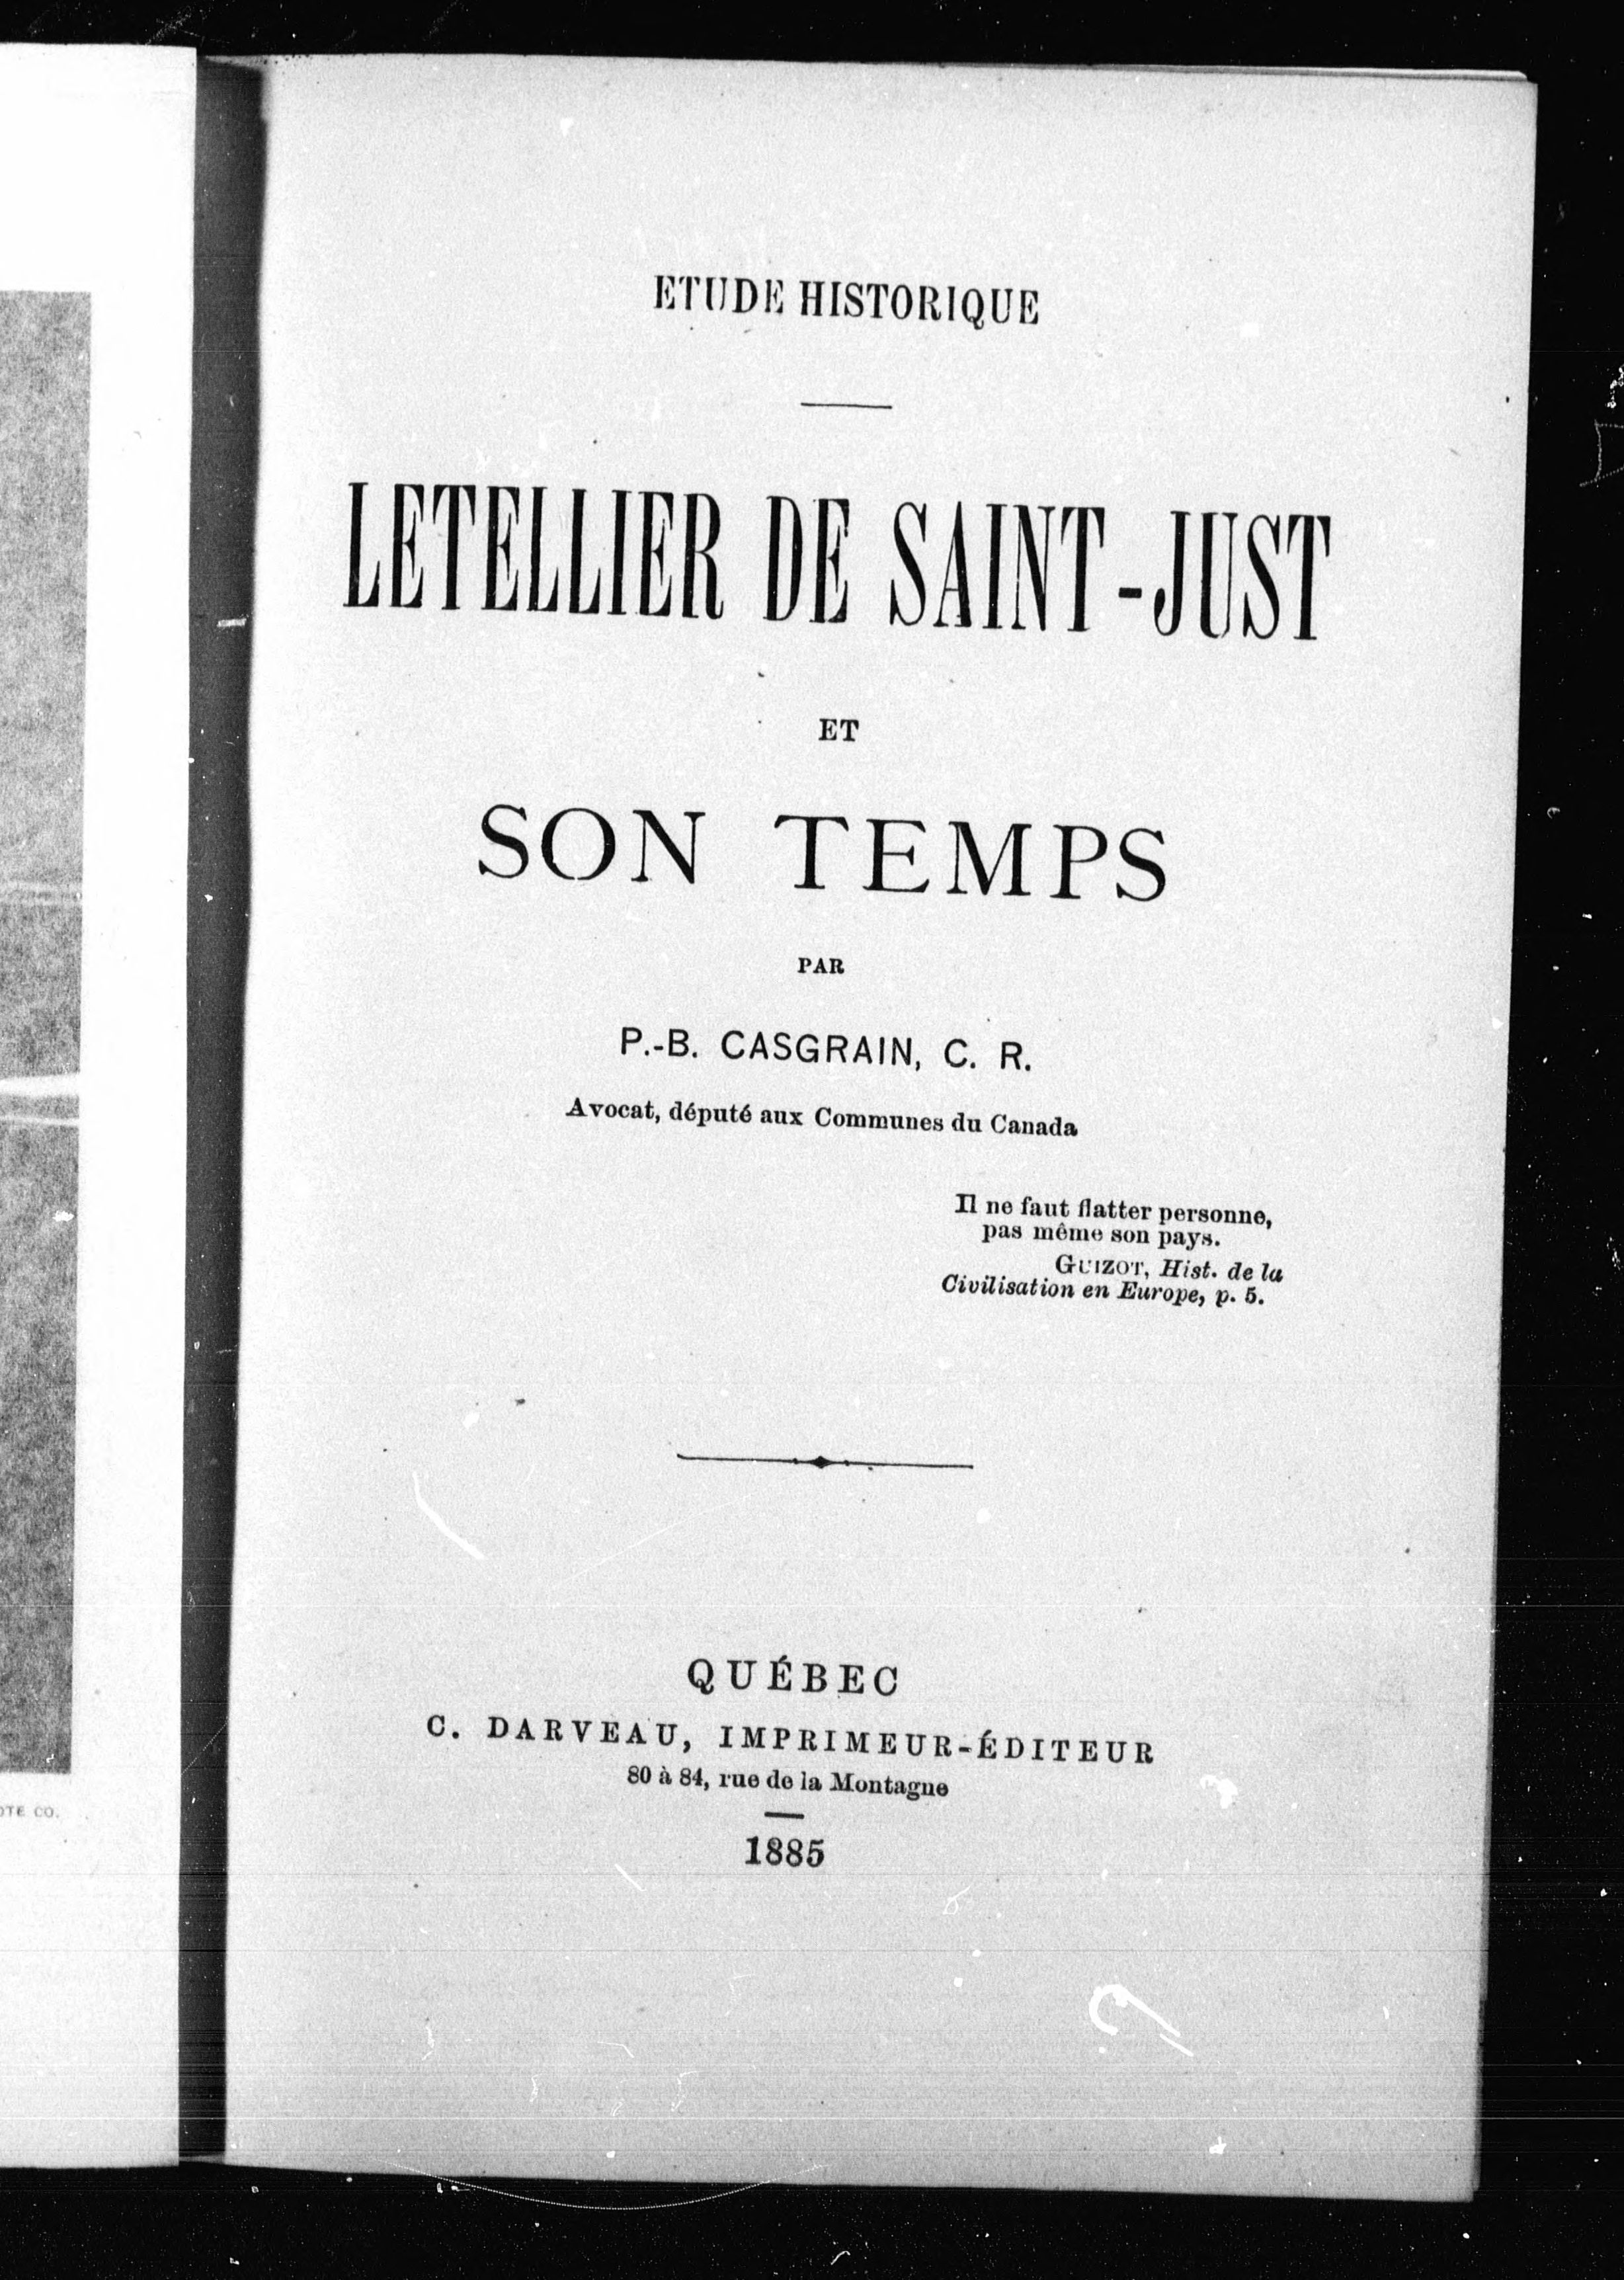 ETUDE HISTORIQUE
LETELLIER DE SAINT-JUST
ET
SON TEMPS
PAR
P.-B. CASGRAIN, C. R.
Avocat, député aux Communes du Canada
Il ne faut flatter personne,
pas même son pays.
GUIZOT, Hist. de la
Civilisation en Europe, p. 5.
QUÉBEC
C. DARVEAU, IMPRIMEUR-ÉDITEUR
80 à 84, rue de la Montagne
1885
CO.